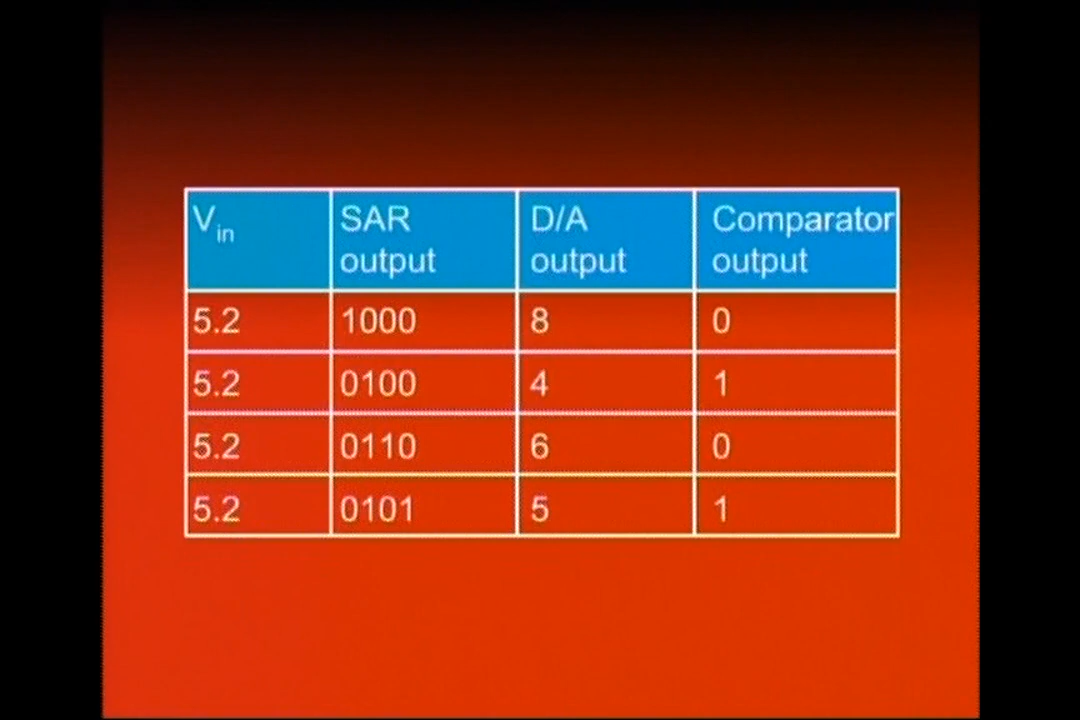 V_in SAR output D/A output Comparator output
5.2 1000 8 0
5.2 0100 4 1
5.2 0110 6 0
5.2 0101 5 1